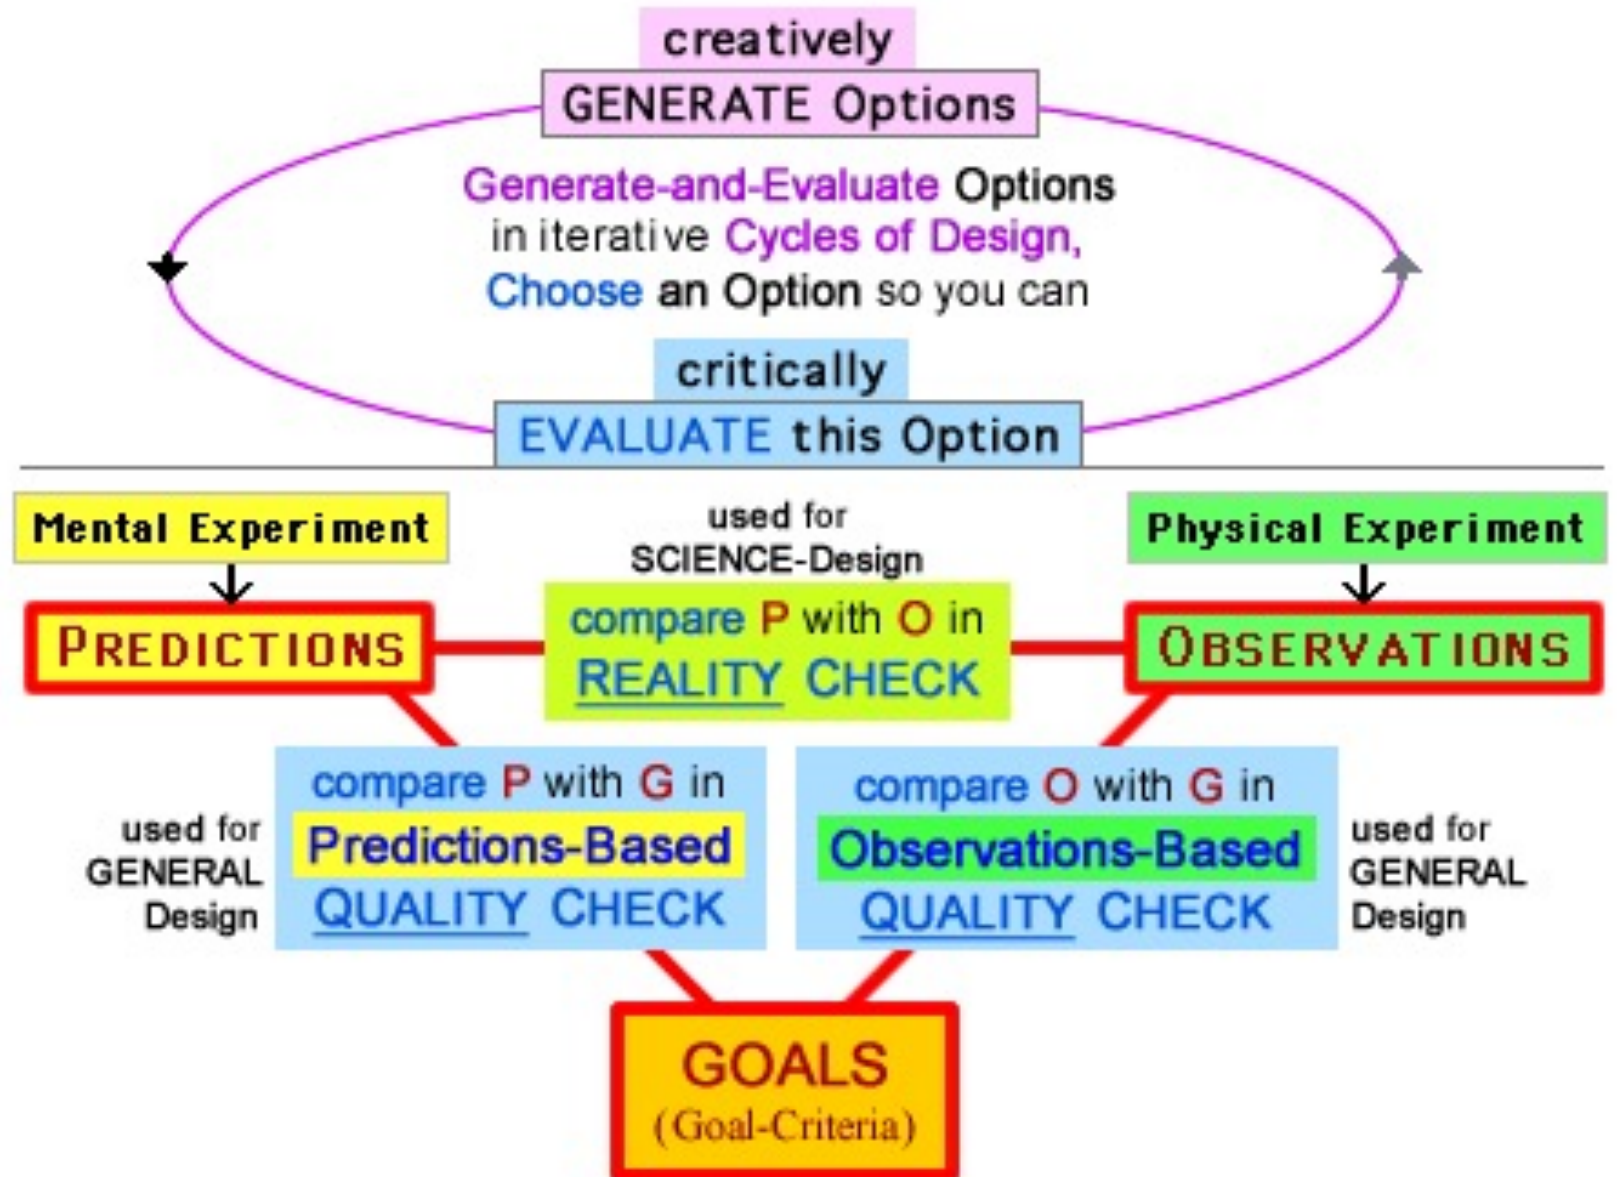 creatively
GENERATE Options
Generate-and-Evaluate Options
in iterative Cycles of Design,
Choose an Option so you can
critically
EVALUATE this Option
Mental Experiment
PREDICTIONS
used for
SCIENCE-Design
compare P with O in
REALITY CHECK
Physical Experiment
OBSERVATIONS
used for
GENERAL
Design
compare P with G in
Predictions-Based
QUALITY CHECK
compare O with G in
Observations-Based
QUALITY CHECK
used for
GENERAL
Design
GOALS
(Goal-Criteria)